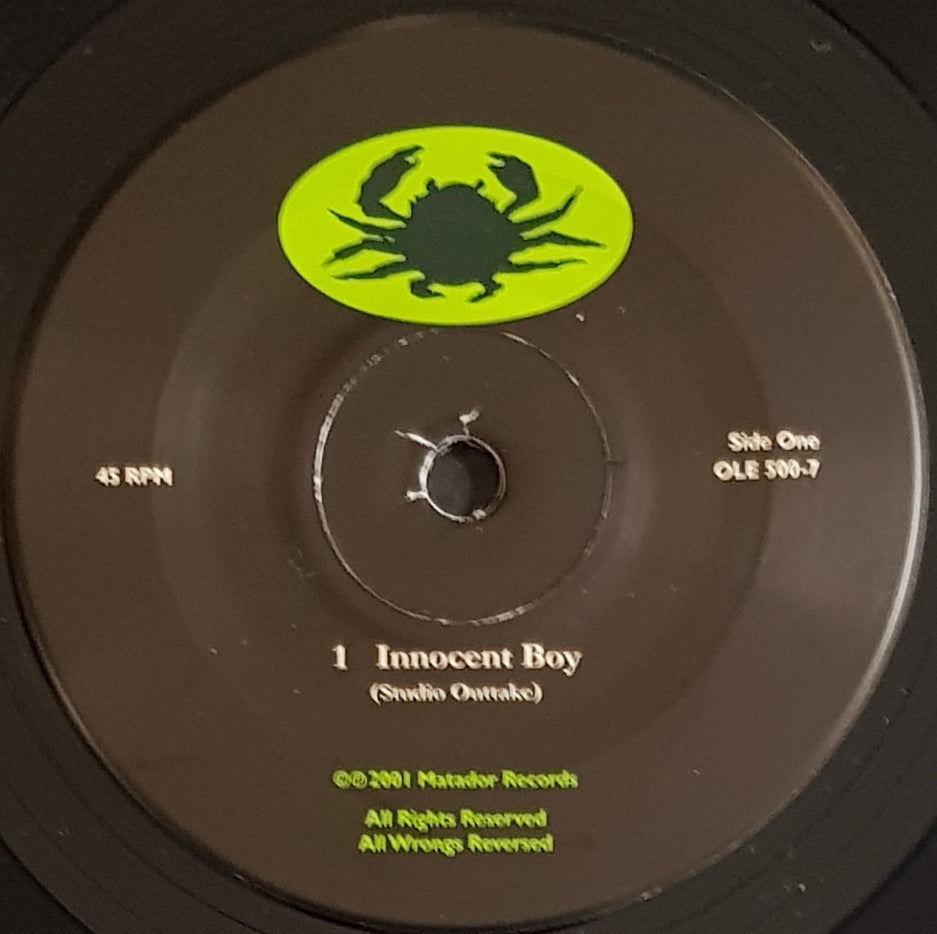 45 RPM
Side One
OLE 500-7
1 Innocent Boy
(Studio Outtake)
©℗2001 Matador Records
All Rights Reserved
All Wrongs Reversed